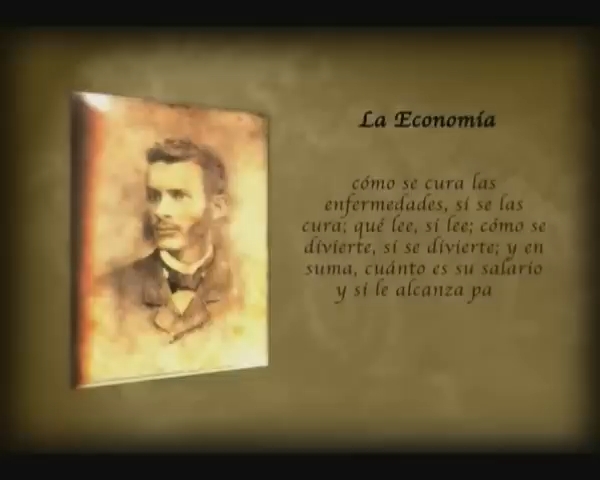 La Economía
cómo se cura las
enfermedades, si se las
cura; qué lee, si lee; cómo se
divierte, si se divierte; y en
suma, cuánto es su salario
y si le alcanza pa